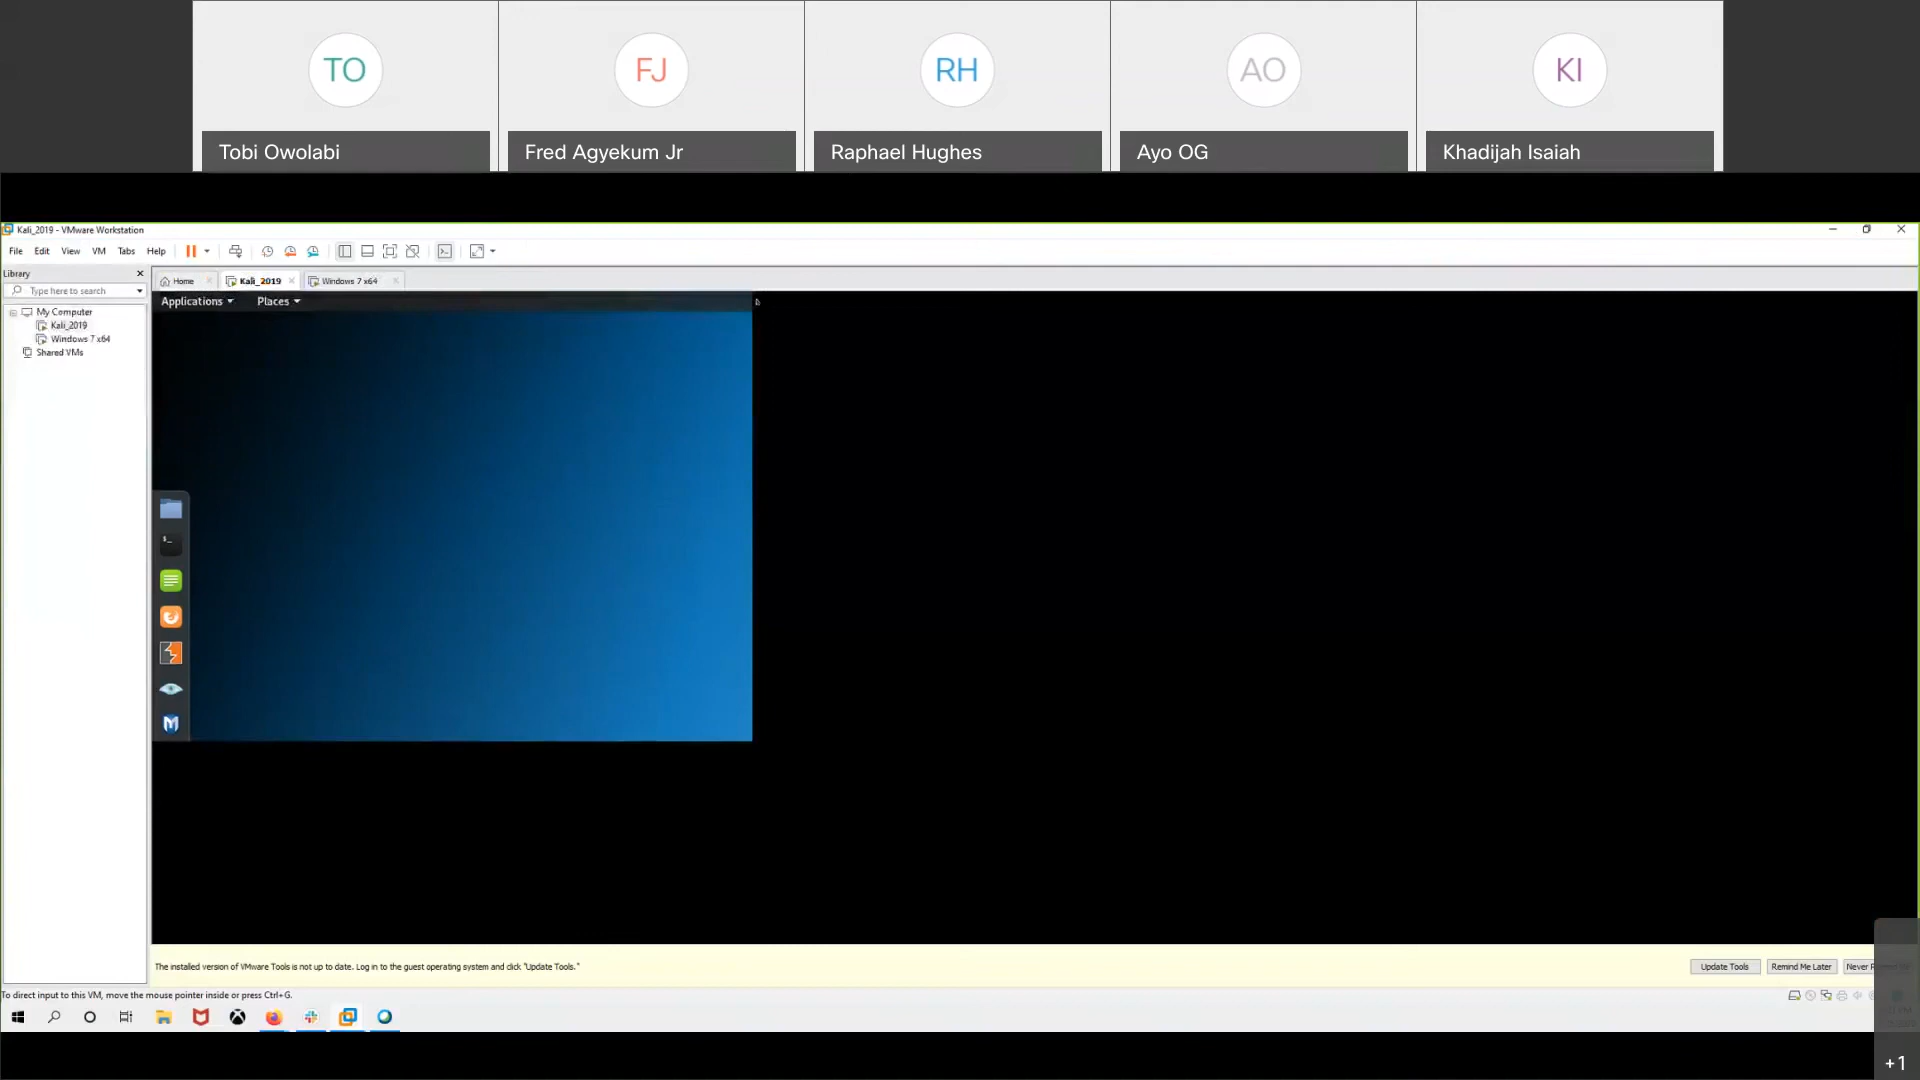 TO
FJ
RH
AO
KI
Tobi Owolabi
Fred Agyekum Jr
Raphael Hughes
Ayo OG
Khadijah Isaiah
Kali_2019 - VMware Workstation
File Edit View VM Tabs Help
Library
Type here to search
Home
Kali_2019
Windows 7 x64
My Computer
Kali_2019
Windows 7 x64
Shared VMs
Applications
Places
The installed version of VMware Tools is not up to date. Log in to the guest operating system and click "Update Tools."
Update Tools
Remind Me Later
Never
To direct input to this VM, move the mouse pointer inside or press Ctrl+G.
+1